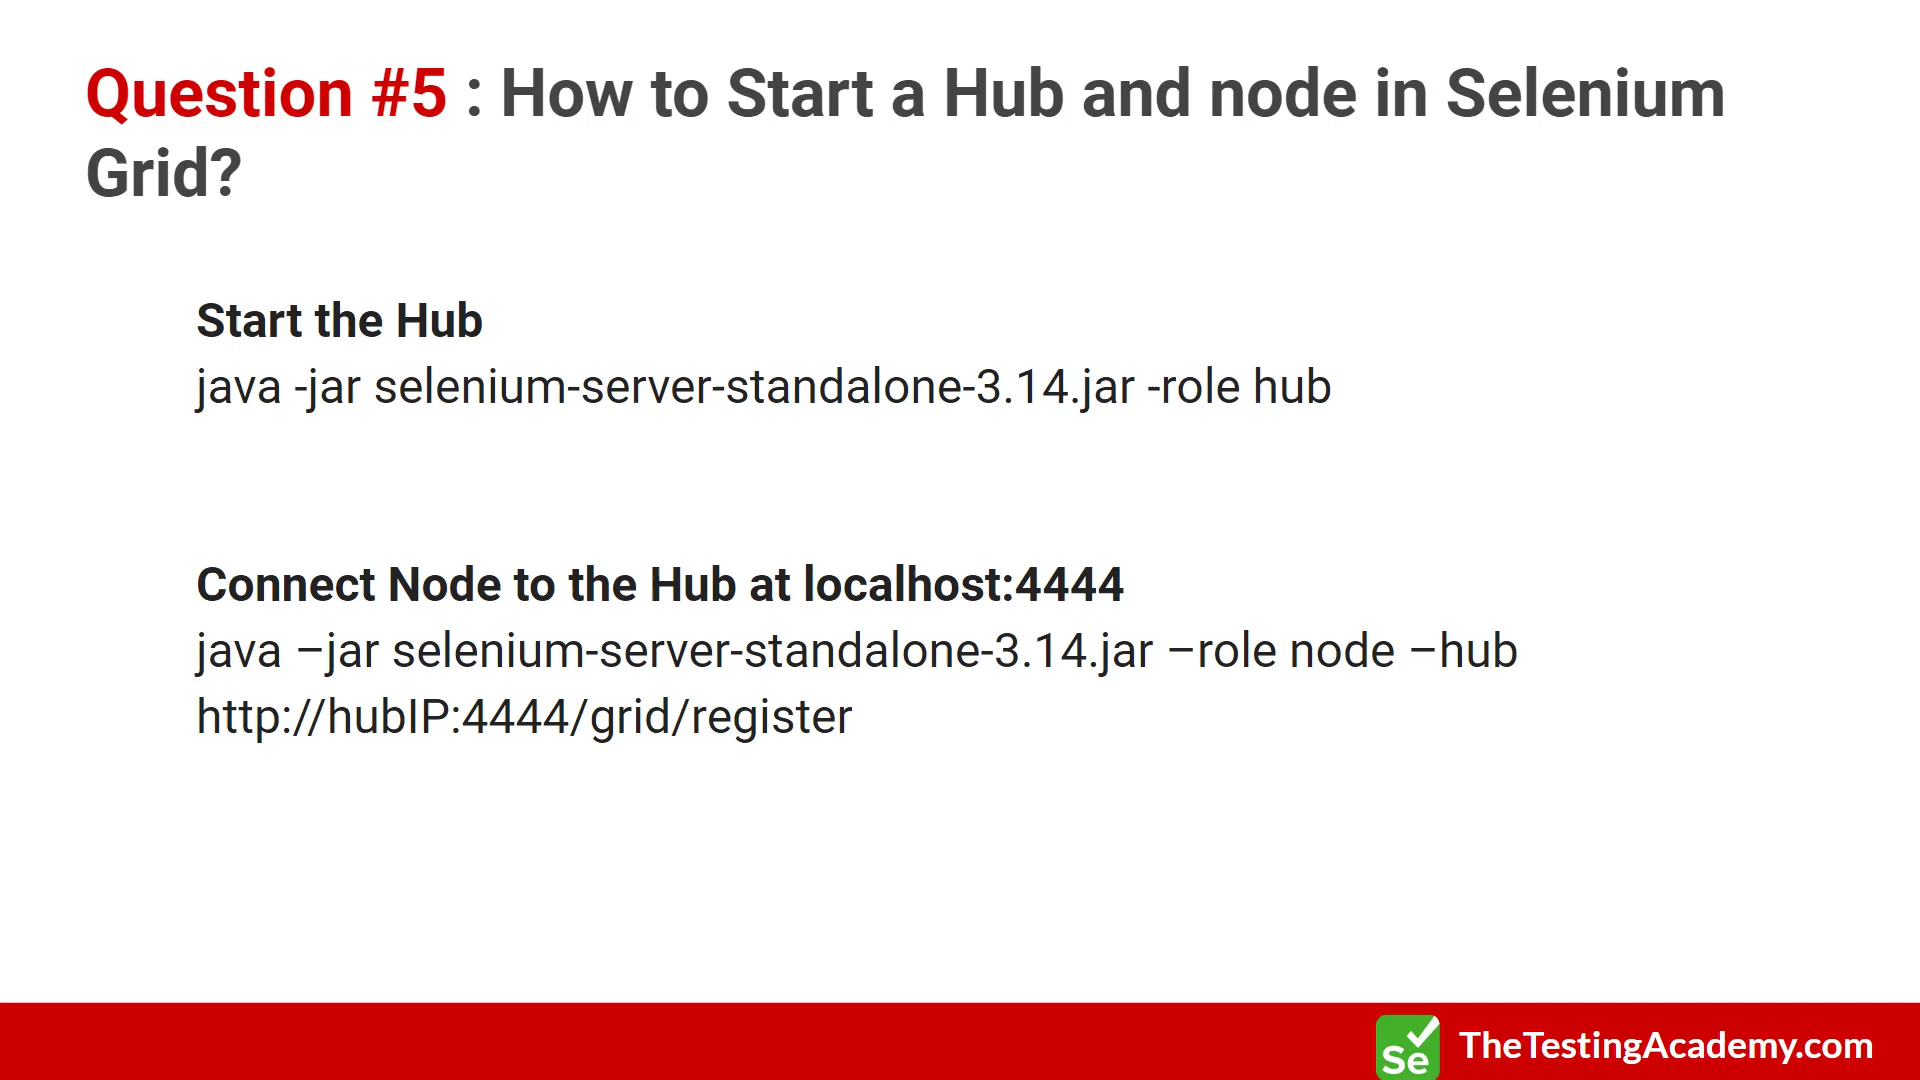 Question #5 : How to Start a Hub and node in Selenium
Grid?
Start the Hub
java -jar selenium-server-standalone-3.14.jar -role hub
Connect Node to the Hub at localhost:4444
java –jar selenium-server-standalone-3.14.jar –role node –hub
http://hubIP:4444/grid/register
Se
TheTestingAcademy.com